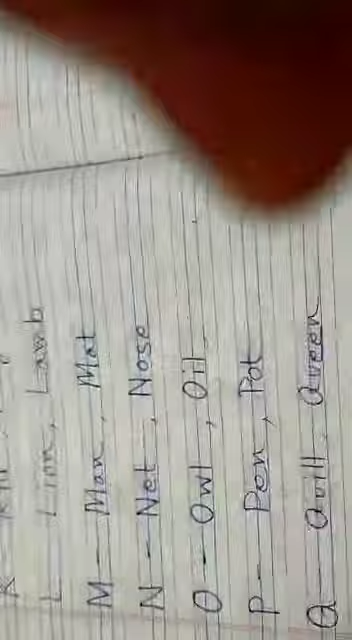 L - Lion, Lamb
M - Man, Mat
N - Net, Nose
O - Owl, Oil
P - Pen, Pot
Q - Quill, Queen